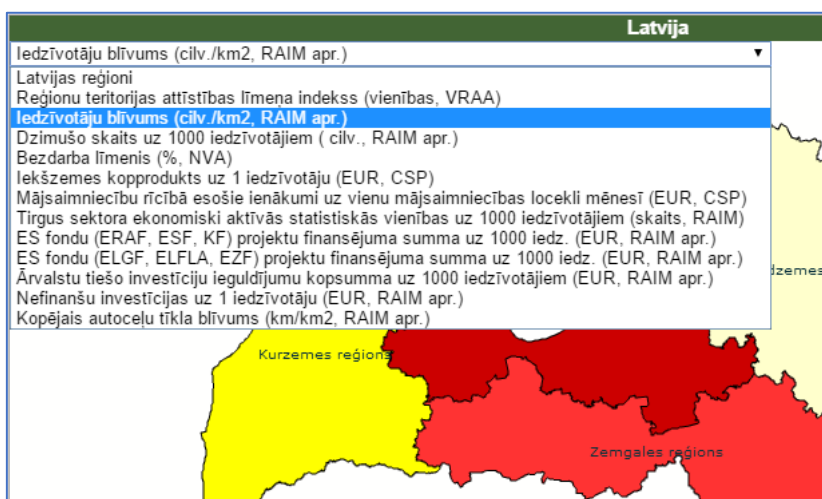 Latvija
Iedzīvotāju blīvums (cilv./km2, RAIM apr.)
Latvijas reģioni
Reģionu teritorijas attīstības līmeņa indekss (vienības, VRAA)
Iedzīvotāju blīvums (cilv./km2, RAIM apr.)
Dzimušo skaits uz 1000 iedzīvotājiem ( cilv., RAIM apr.)
Bezdarba līmenis (%, NVA)
Iekšzemes kopprodukts uz 1 iedzīvotāju (EUR, CSP)
Mājsaimniecību rīcībā esošie ienākumi uz vienu mājsaimniecības locekli mēnesī (EUR, CSP)
Tirgus sektora ekonomiski aktīvās statistiskās vienības uz 1000 iedzīvotājiem (skaits, RAIM)
ES fondu (ERAF, ESF, KF) projektu finansējuma summa uz 1000 iedz. (EUR, RAIM apr.)
ES fondu (ELGF, ELFLA, EZF) projektu finansējuma summa uz 1000 iedz. (EUR, RAIM apr.)
Ārvalstu tiešo investīciju ieguldījumu kopsumma uz 1000 iedzīvotājiem (EUR, RAIM apr.)
Nefinanšu investīcijas uz 1 iedzīvotāju (EUR, RAIM apr.)
Kopējais autoceļu tīkla blīvums (km/km2, RAIM apr.)
dzemes
Kurzemes reģions
Zemgales reģions